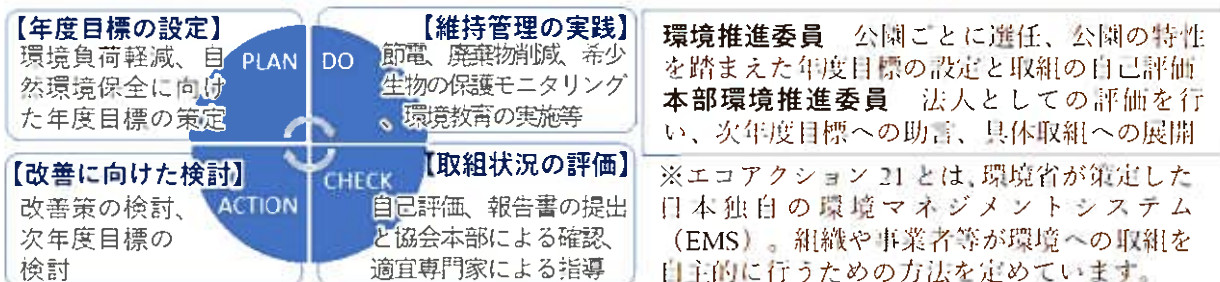 【年度目標の設定】
環境負荷軽減、自
然環境保全に向け
た年度目標の策定
PLAN
DO
【維持管理の実践】
節電、廃棄物削減、希少
生物の保護モニタリング
、環境教育の実施等
【改善に向けた検討】
改善策の検討、
次年度目標の
検討
ACTION
CHECK
【取組状況の評価】
自己評価、報告書の提出
と協会本部による確認、
適宜専門家による指導
環境推進委員 公園ごとに選任、公園の特性
を踏まえた年度目標の設定と取組の自己評価
本部環境推進委員 法人としての評価を行
い、次年度目標への助言、具体取組への展開
※エコアクション 21 とは、環境省が策定した
日本独自の環境マネジメントシステム
（EMS）。組織や事業者等が環境への取組を
自主的に行うための方法を定めています。